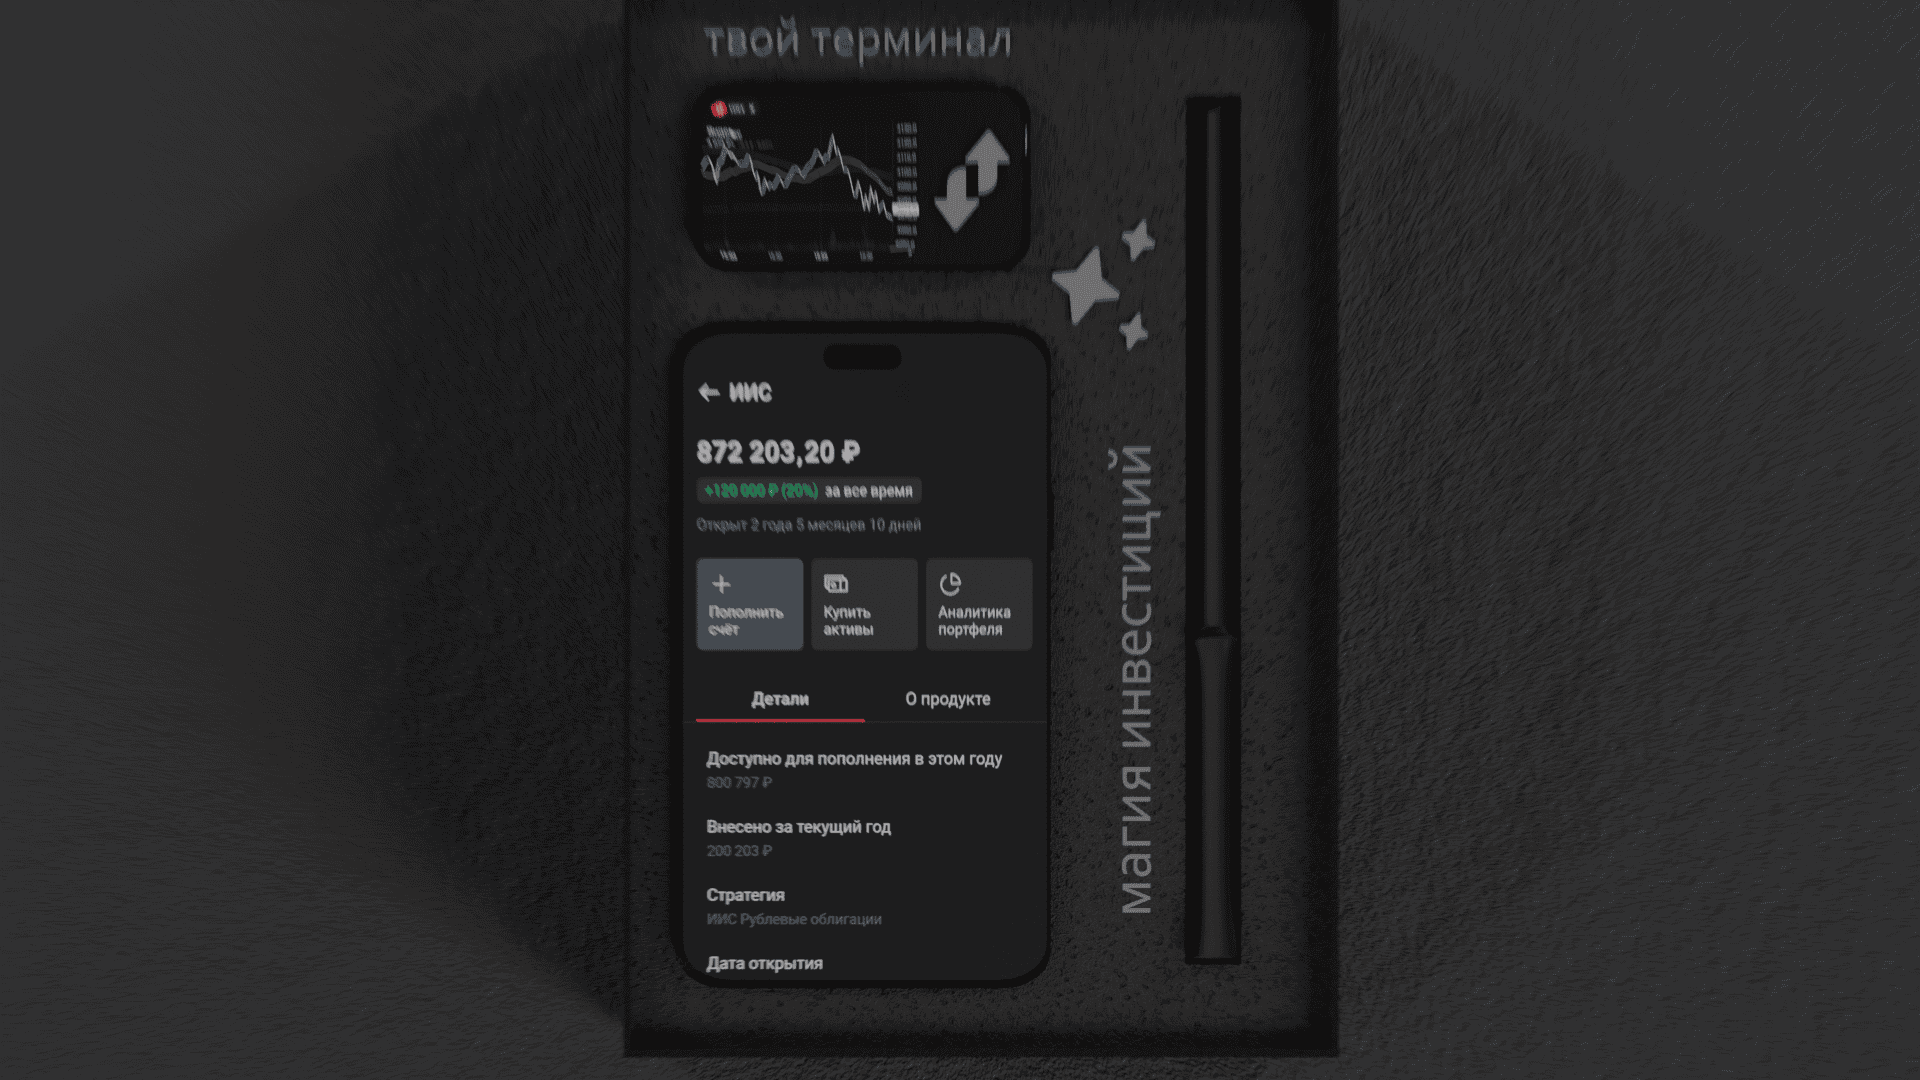 твой терминал
ИИС
872 203,20 ₽
+120 000 ₽ (20%) за все время
Открыт 2 года 5 месяцев 10 дней
Пополнить
счёт
Купить
активы
Аналитика
портфеля
Детали
О продукте
Доступно для пополнения в этом году
800 797 ₽
Внесено за текущий год
200 203 ₽
Стратегия
ИИС Рублевые облигации
Дата открытия
магия инвестиций